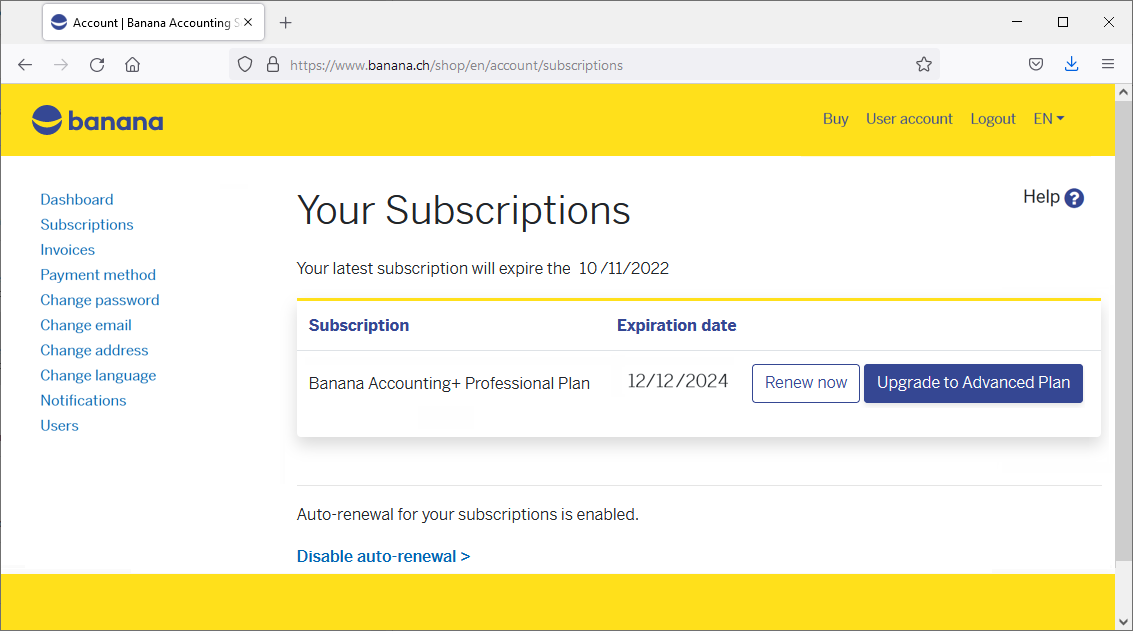 Account | Banana Accounting S
https://www.banana.ch/shop/en/account/subscriptions
banana
Buy User account Logout EN
Dashboard
Subscriptions
Invoices
Payment method
Change password
Change email
Change address
Change language
Notifications
Users
Your Subscriptions
Help ?
Your latest subscription will expire the 10 /11/2022
Subscription Expiration date
Banana Accounting+ Professional Plan 12/12/2024 Renew now Upgrade to Advanced Plan
Auto-renewal for your subscriptions is enabled.
Disable auto-renewal >